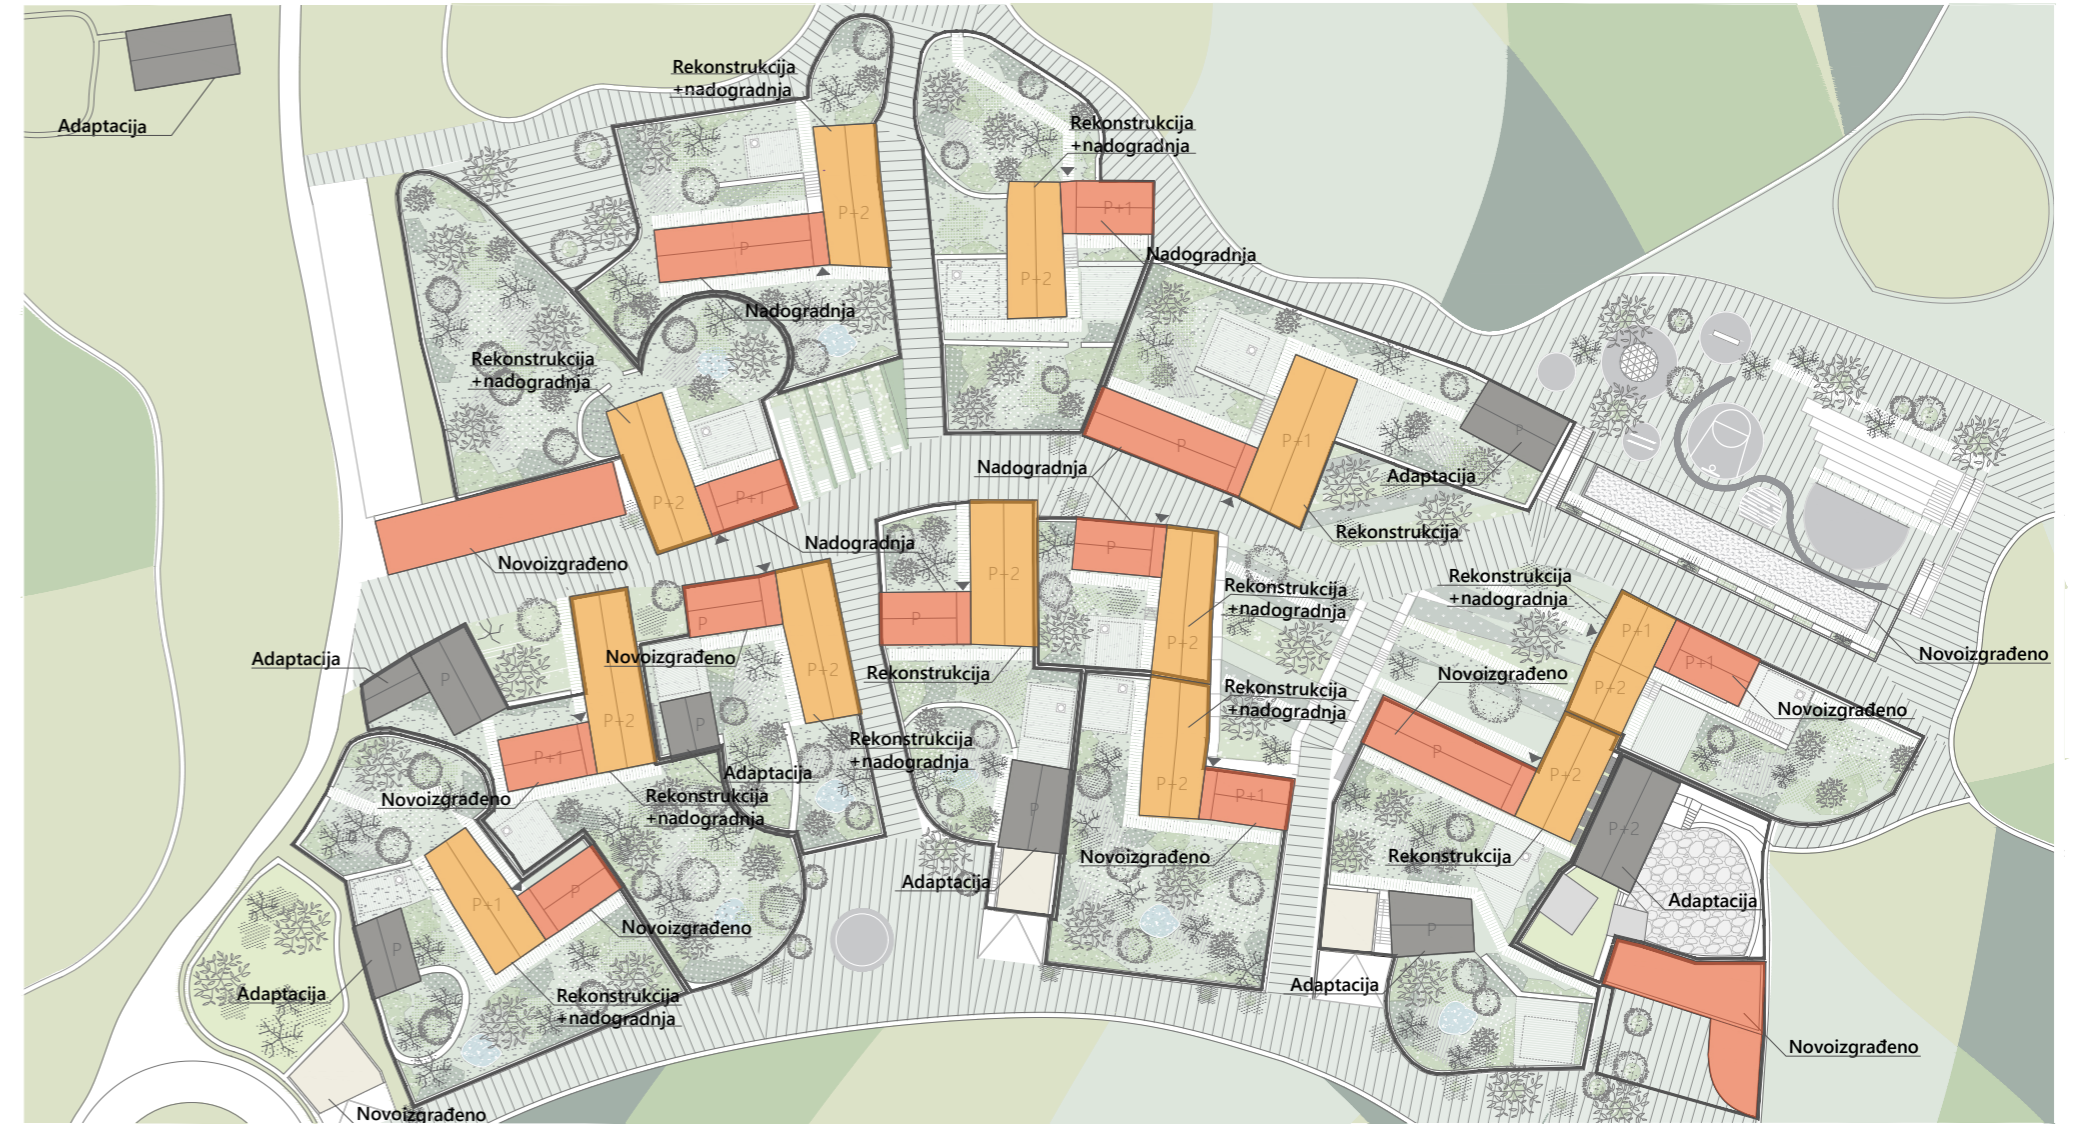 Rekonstrukcija
+nadogradnja
Adaptacija
Rekonstrukcija
+nadogradnja
P+2
P+1
P
Nadogradnja
P+2
Nadogradnja
Rekonstrukcija
+nadogradnja
P+2
P+1
Nadogradnja
Novoizgrađeno
Nadogradnja
P
P+1
P
Adaptacija
Rekonstrukcija
P
P+2
P
Rekonstrukcija
+nadogradnja
P+2
Rekonstrukcija
+nadogradnja
P+1
P+1
P+2
Novoizgrađeno
Novoizgrađeno
Novoizgrađeno
Adaptacija
P
P
Novoizgrađeno
P+2
Rekonstrukcija
P+2
P+1
P
Rekonstrukcija
+nadogradnja
P
P+2
Rekonstrukcija
+nadogradnja
Adaptacija
Novoizgrađeno
Rekonstrukcija
+nadogradnja
P
P+2
P+1
P+2
Rekonstrukcija
Novoizgrađeno
Adaptacija
P+1
P
Adaptacija
Novoizgrađeno
P
P
Adaptacija
Adaptacija
Rekonstrukcija
+nadogradnja
Novoizgrađeno
Novoizgrađeno